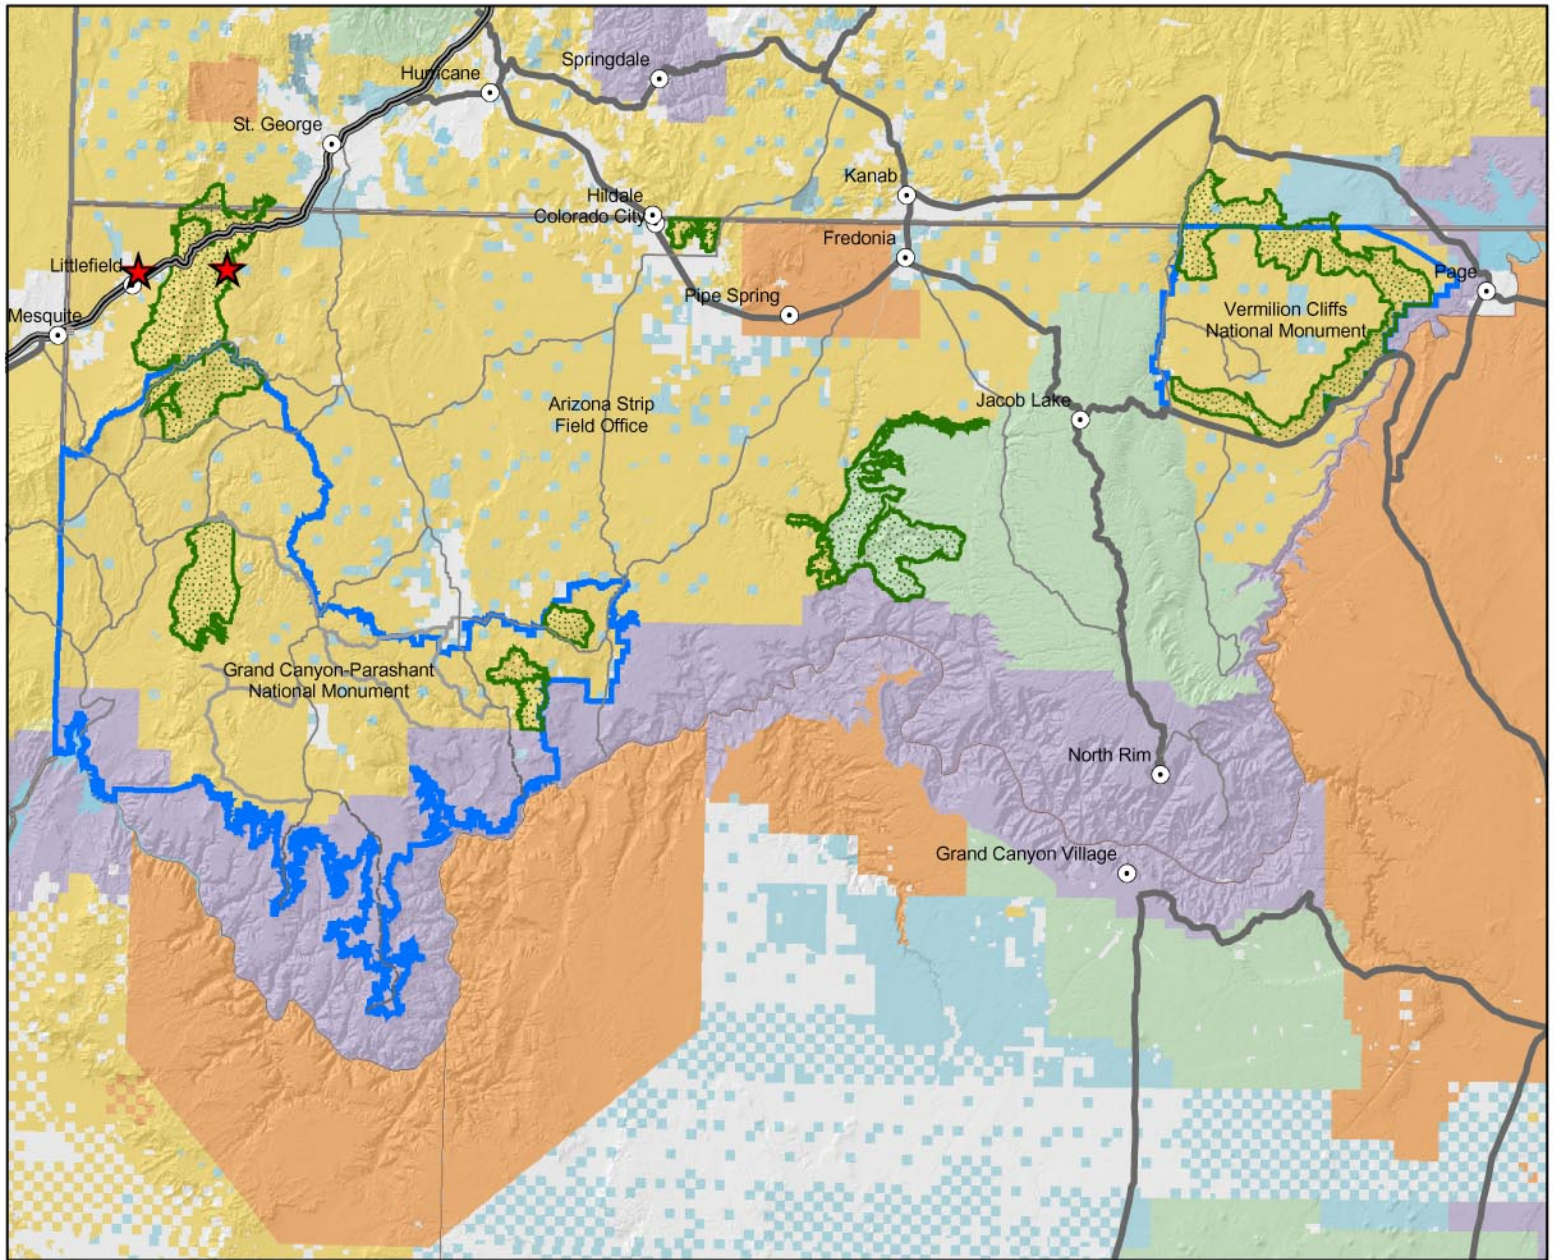 Springdale
Hurricane
St. George
Kanab
Hildale
Colorado City
Fredonia
Littlefield
Page
Pipe Spring
Mesquite
Vermilion Cliffs
National Monument
Jacob Lake
Arizona Strip
Field Office
Grand Canyon-Parashant
National Monument
North Rim
Grand Canyon Village